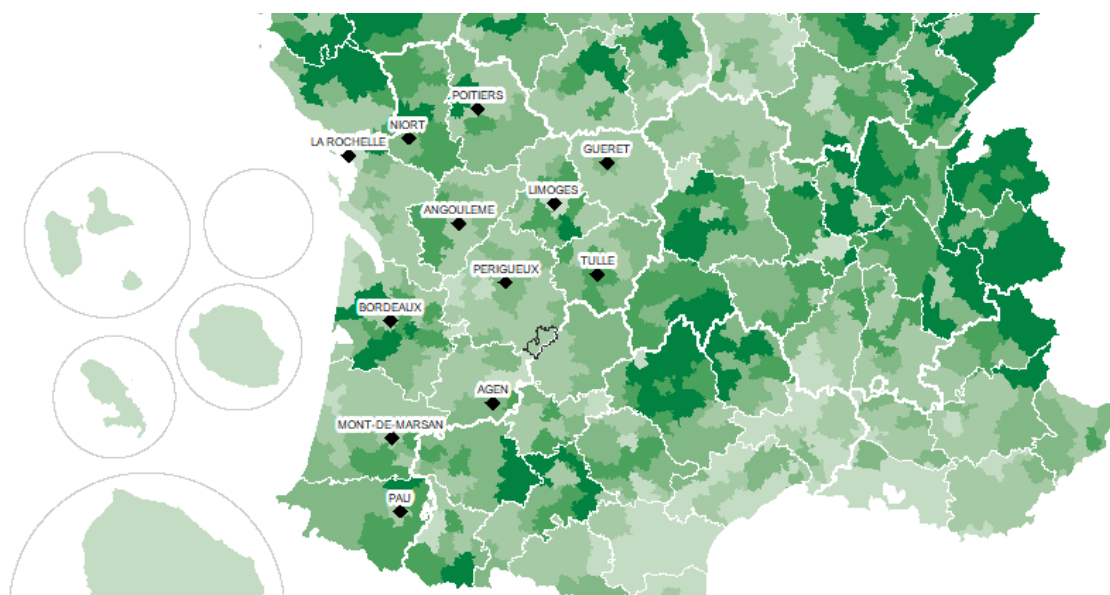 POITIERS
NIORT
LA ROCHELLE
GUERET
LIMOGES
ANGOULEME
PERIGUEUX
TULLE
BORDEAUX
AGEN
MONT-DE-MARSAN
PAU